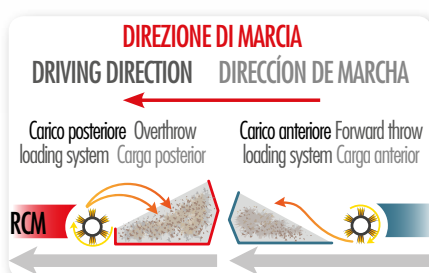 DIREZIONE DI MARCIA
DRIVING DIRECTION DIRECCÍON DE MARCHA
Carico posteriore Overthrow
loading system Carga posterior
Carico anteriore Forward throw
loading system Carga anterior
RCM